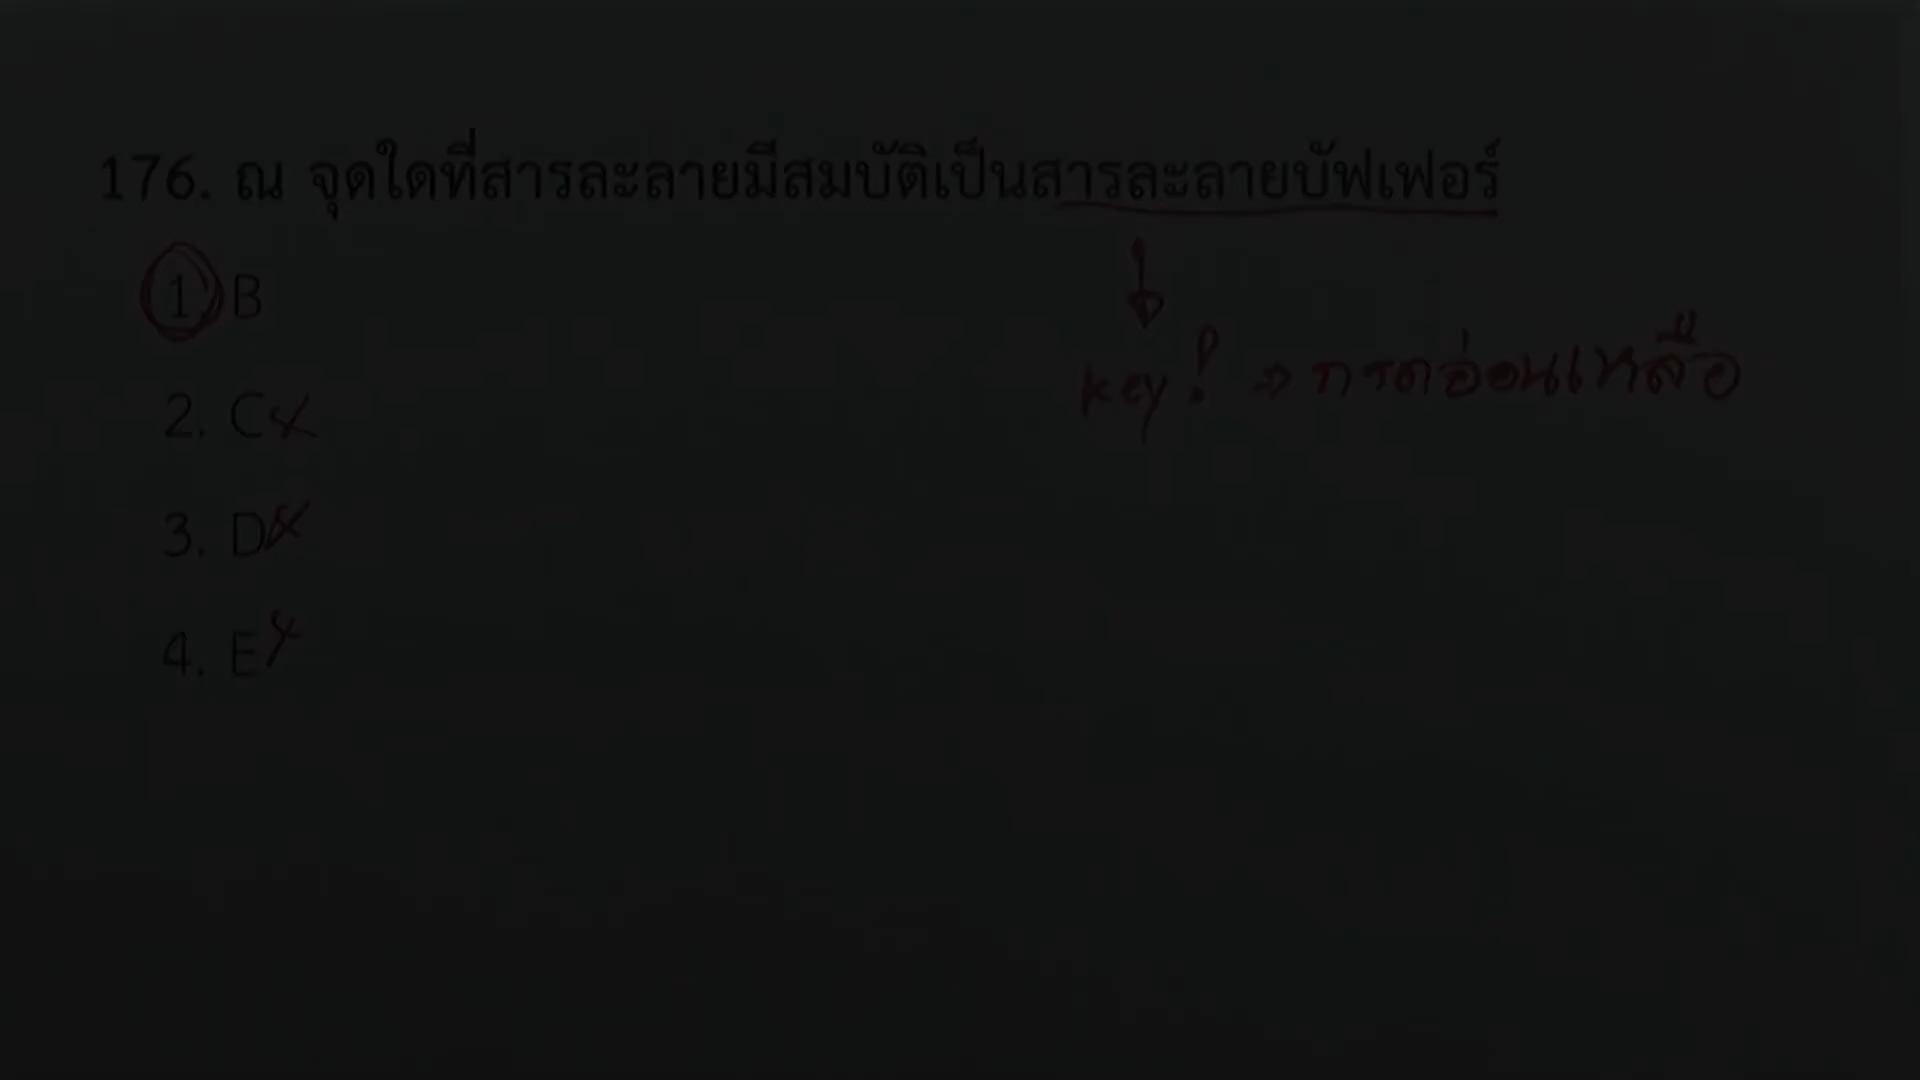 176. ณ จุดใดที่สารละลายมีสมบัติเป็นสารละลายบัฟเฟอร์
1. B
2. C
3. D
4. E
key! → กรดอ่อนเหลือ